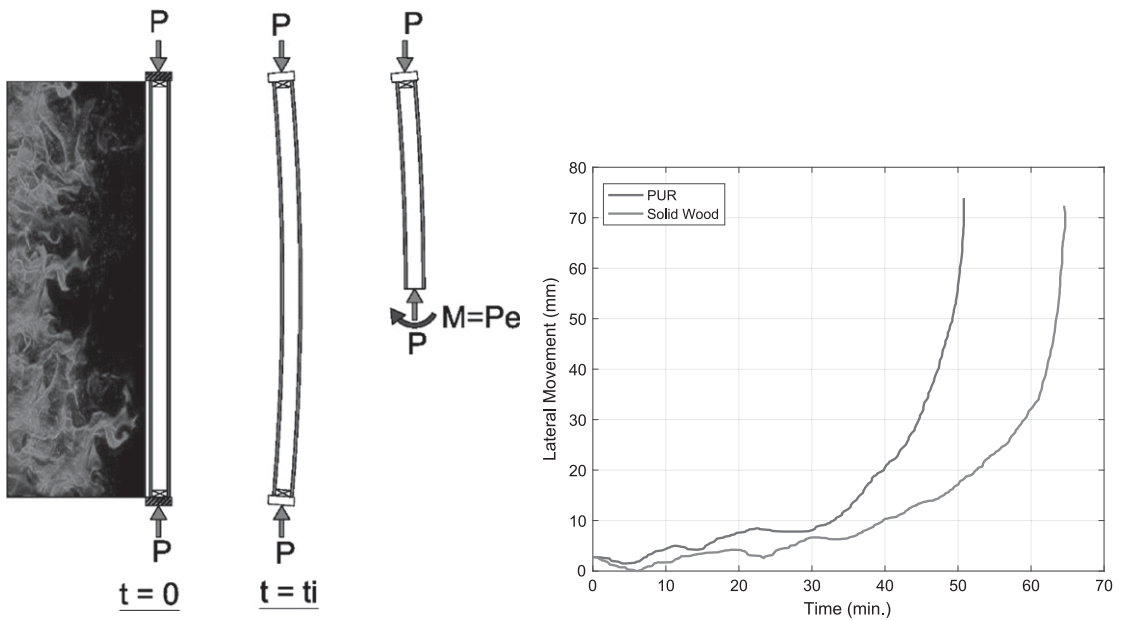 P P P
M=Pe
P
P P
t = 0 t = ti
PUR
Solid Wood
Lateral Movement (mm)
80
70
60
50
40
30
20
10
0
0 10 20 30 40 50 60 70
Time (min.)